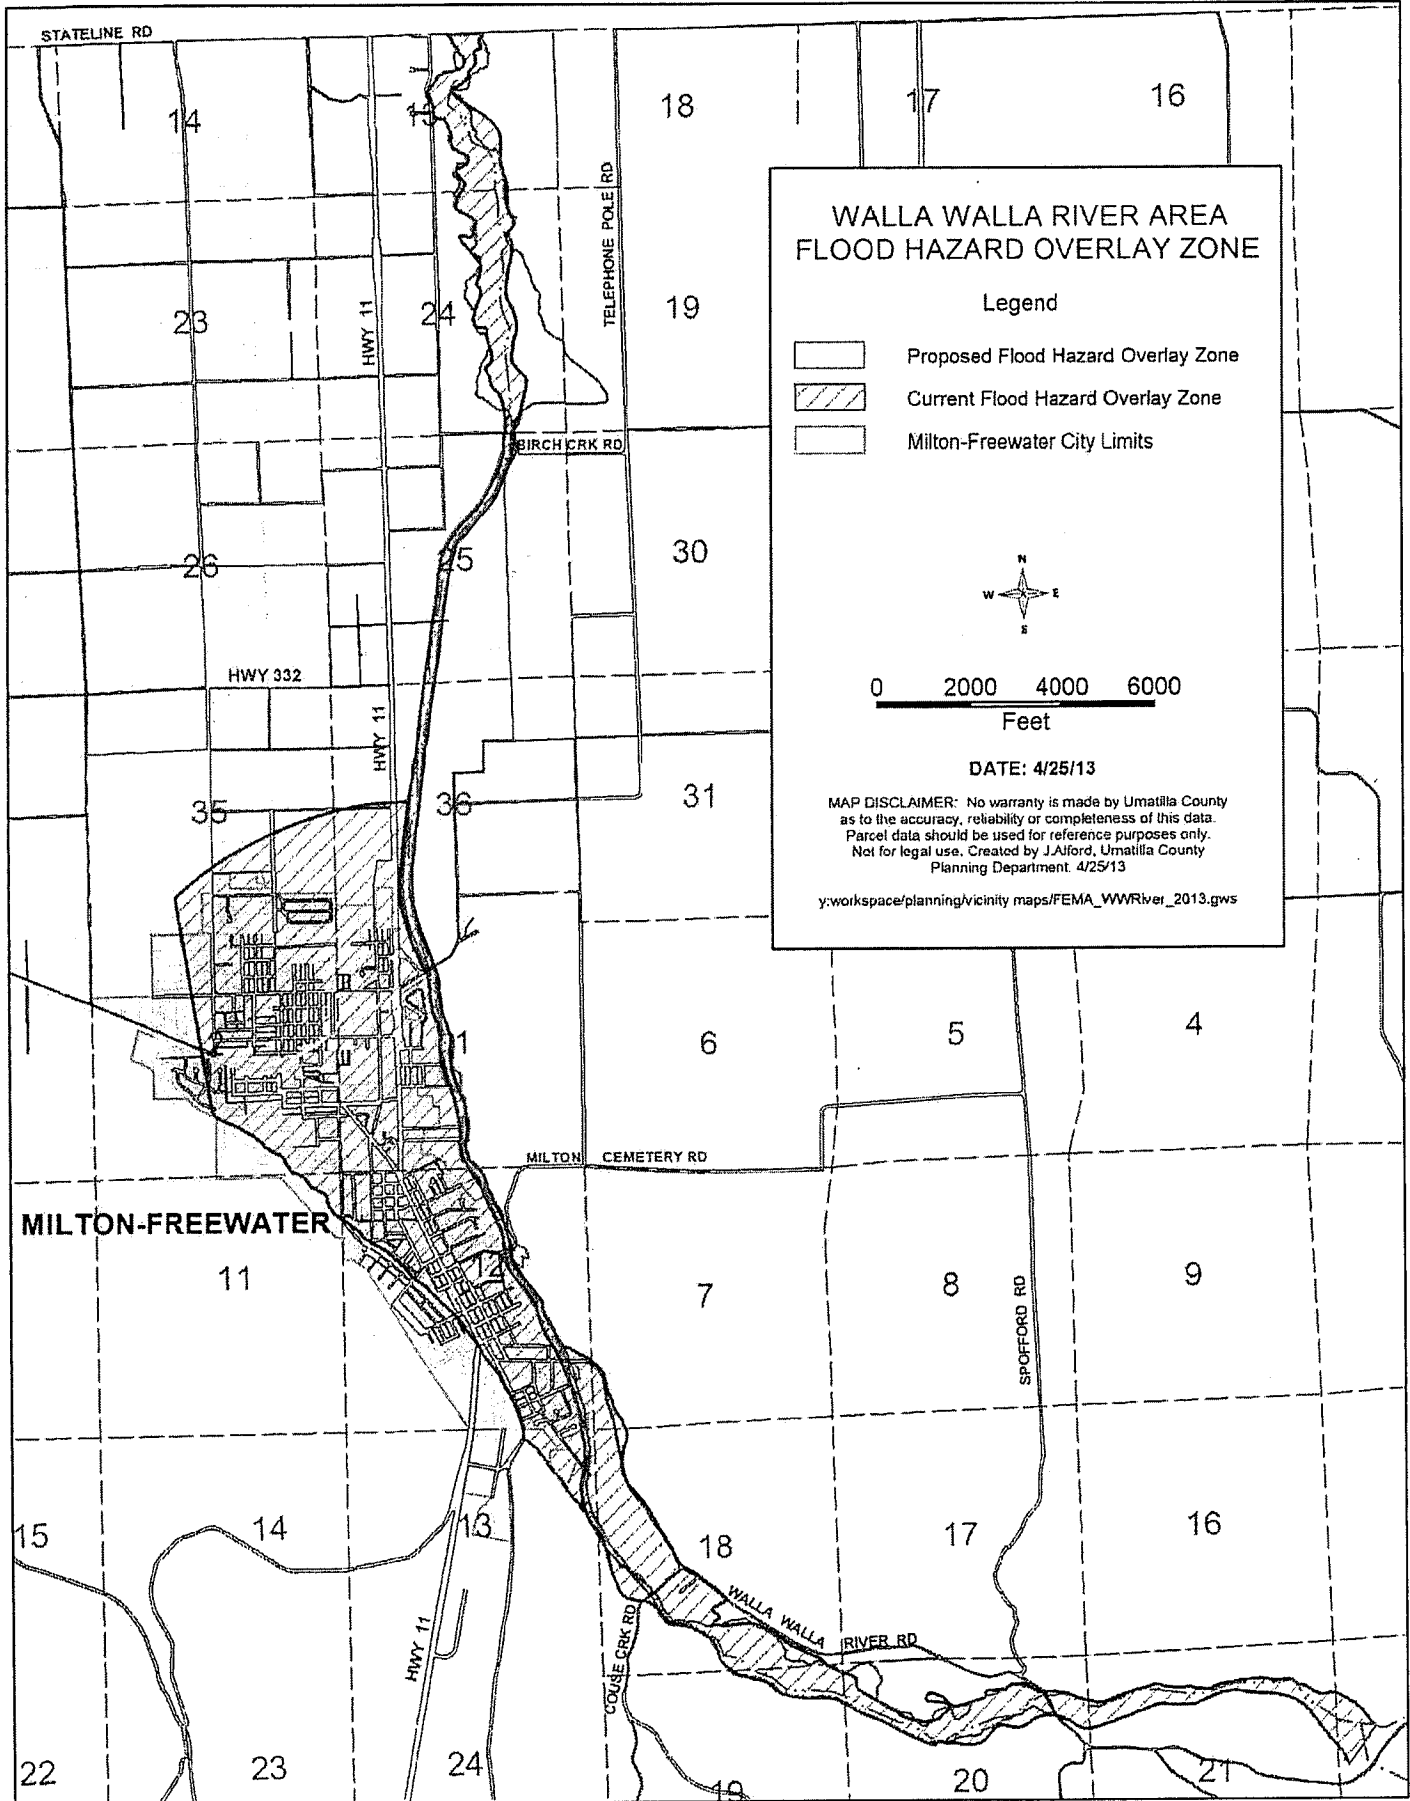 STATELINE RD
14
13
18
17
16
TELEPHONE POLE RD
WALLA WALLA RIVER AREA
FLOOD HAZARD OVERLAY ZONE
Legend
Proposed Flood Hazard Overlay Zone
Current Flood Hazard Overlay Zone
Milton-Freewater City Limits
N
W
E
S
0 2000 4000 6000
Feet
DATE: 4/25/13
MAP DISCLAIMER: No warranty is made by Umatilla County
as to the accuracy, reliability or completeness of this data.
Parcel data should be used for reference purposes only.
Not for legal use. Created by J.Alford, Umatilla County
Planning Department. 4/25/13
y:workspace/planning/vicinity maps/FEMA_WWRiver_2013.gws
23
HWY 11
24
19
BIRCH CRK RD
26
25
30
HWY 332
HWY 11
35
36
31
1
6
5
4
MILTON CEMETERY RD
MILTON-FREEWATER
11
12
7
8
9
SPOFFORD RD
15
14
13
18
17
16
HWY 11
COUSE CRK RD
WALLA WALLA RIVER RD
22
23
24
19
20
21